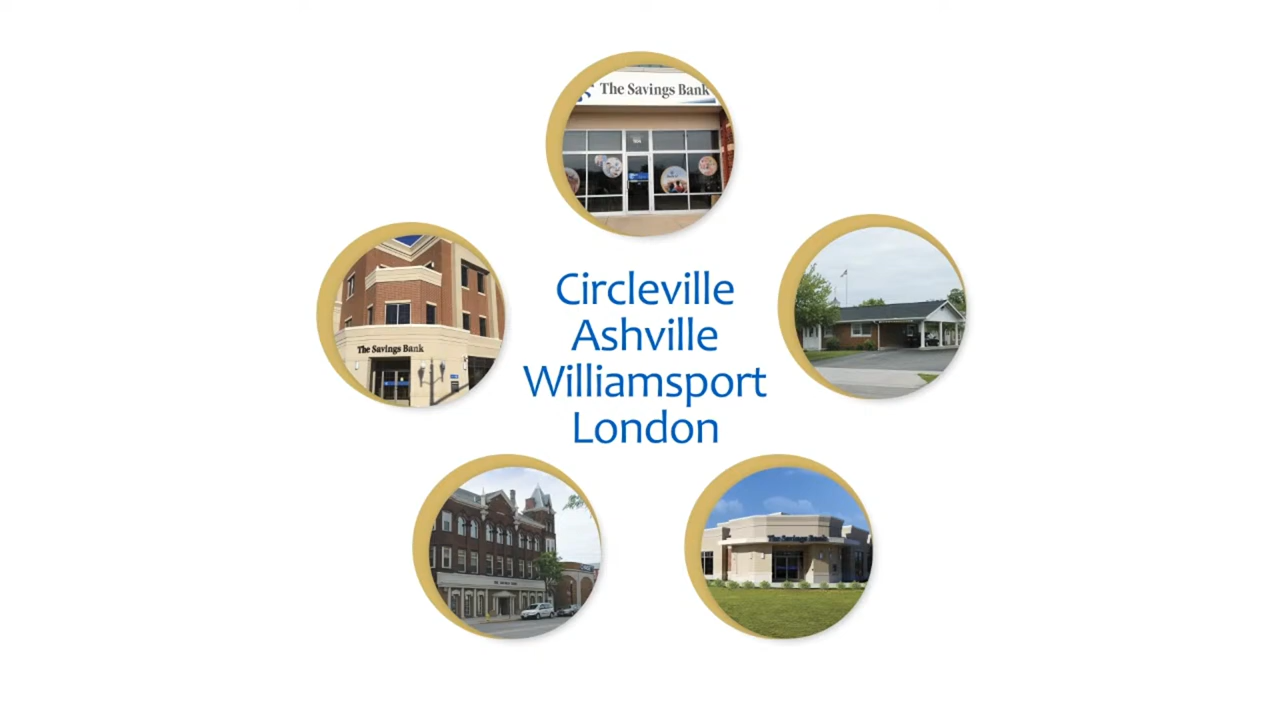 The Savings Bank
The Savings Bank
Circleville
Ashville
Williamsport
London
The Savings Bank